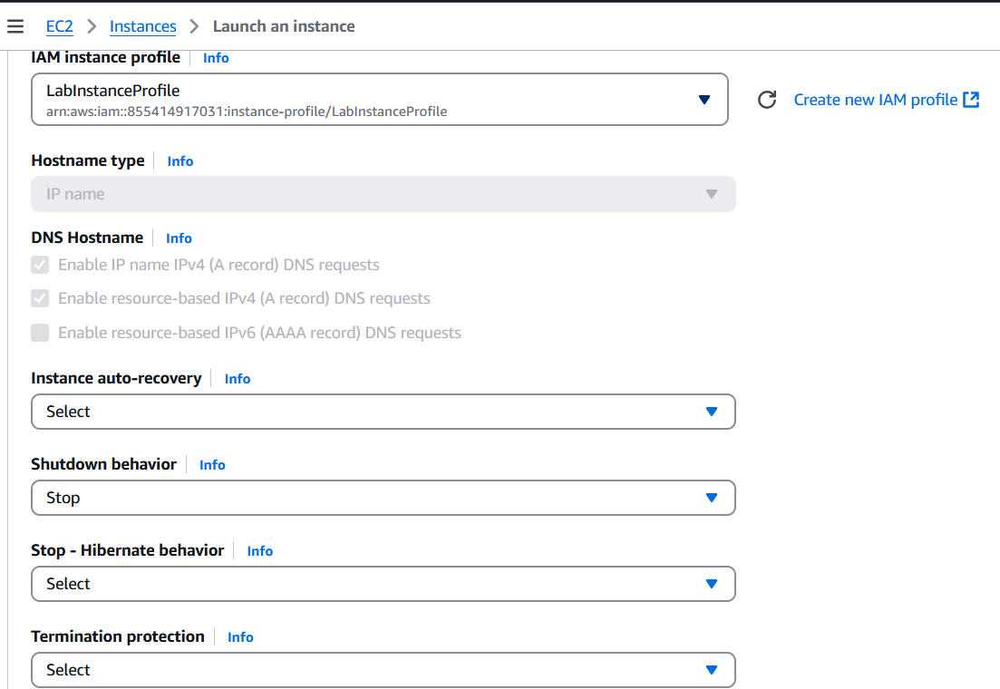 EC2 > Instances > Launch an instance
IAM instance profile | Info
LabInstanceProfile
arn:aws:iam::855414917031:instance-profile/LabInstanceProfile
Create new IAM profile
Hostname type | Info
IP name
DNS Hostname | Info
Enable IP name IPv4 (A record) DNS requests
Enable resource-based IPv4 (A record) DNS requests
Enable resource-based IPv6 (AAAA record) DNS requests
Instance auto-recovery | Info
Select
Shutdown behavior | Info
Stop
Stop - Hibernate behavior | Info
Select
Termination protection | Info
Select